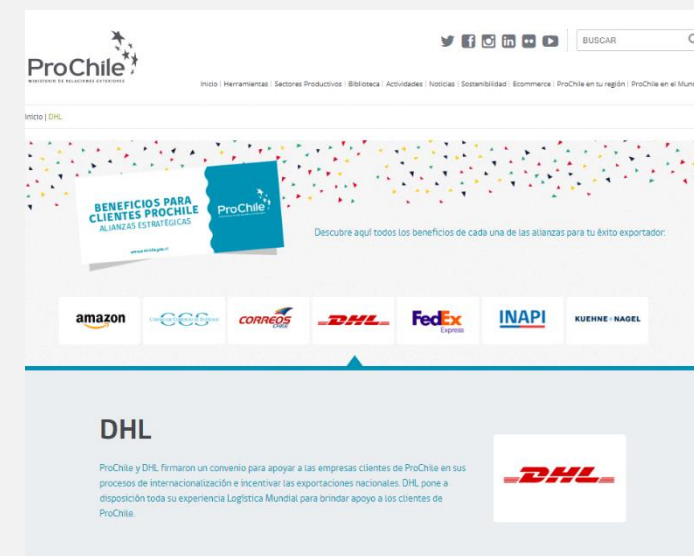 ProChile
MINISTERIO DE RELACIONES EXTERIORES
BUSCAR
Inicio | Herramientas | Sectores Productivos | Biblioteca | Actividades | Noticias | Sostenibilidad | Ecommerce | ProChile en tu región | ProChile en el Mun
Inicio | DHL
BENEFICIOS PARA
CLIENTES PROCHILE
ALIANZAS ESTRATÉGICAS
ProChile
Descubre aquí todos los beneficios de cada una de las alianzas para tu éxito exportador.
amazon
CCS
CORREOS
CHILE
DHL
FedEx
Express
INAPI
KUEHNE+NAGEL
DHL
ProChile y DHL firmaron un convenio para apoyar a las empresas clientes de ProChile en sus
procesos de internacionalización e incentivar las exportaciones nacionales. DHL pone a
disposición toda su experiencia Logística Mundial para brindar apoyo a los clientes de
ProChile.
DHL